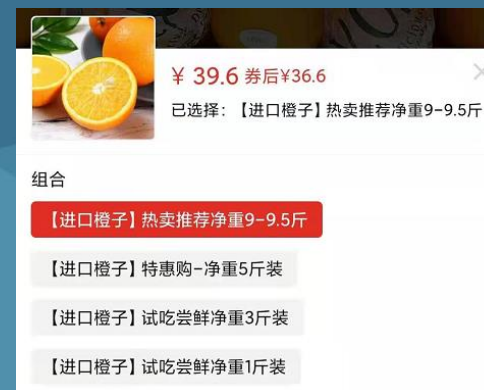 ¥ 39.6 券后¥36.6
已选择：【进口橙子】热卖推荐净重9-9.5斤
组合
【进口橙子】热卖推荐净重9-9.5斤
【进口橙子】特惠购-净重5斤装
【进口橙子】试吃尝鲜净重3斤装
【进口橙子】试吃尝鲜净重1斤装